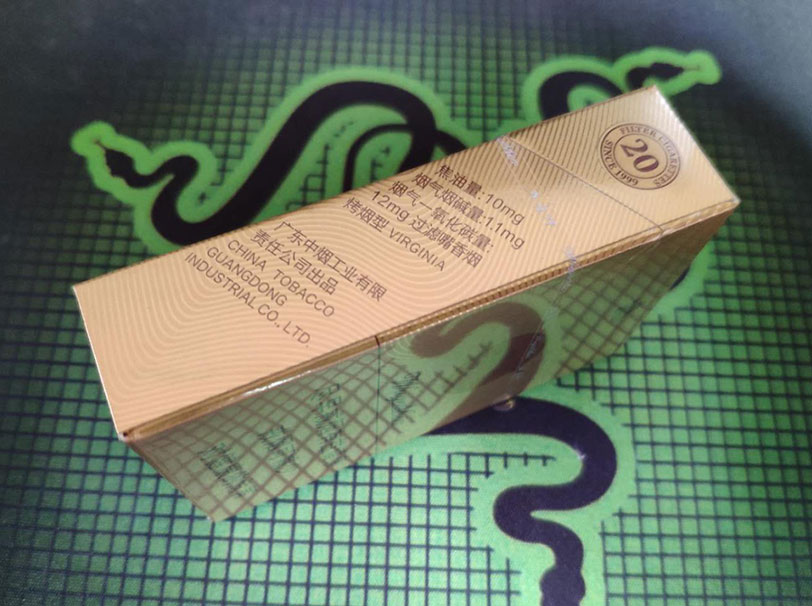 FILTER CIGARETTES
20
SINCE 1993
焦油量:10mg
烟气烟碱量:1.1mg
烟气一氧化碳量:
12mg 过滤嘴香烟
烤烟型 VIRGINIA
广东中烟工业有限
责任公司出品
CHINA TOBACCO
GUANGDONG
INDUSTRIAL CO., LTD.